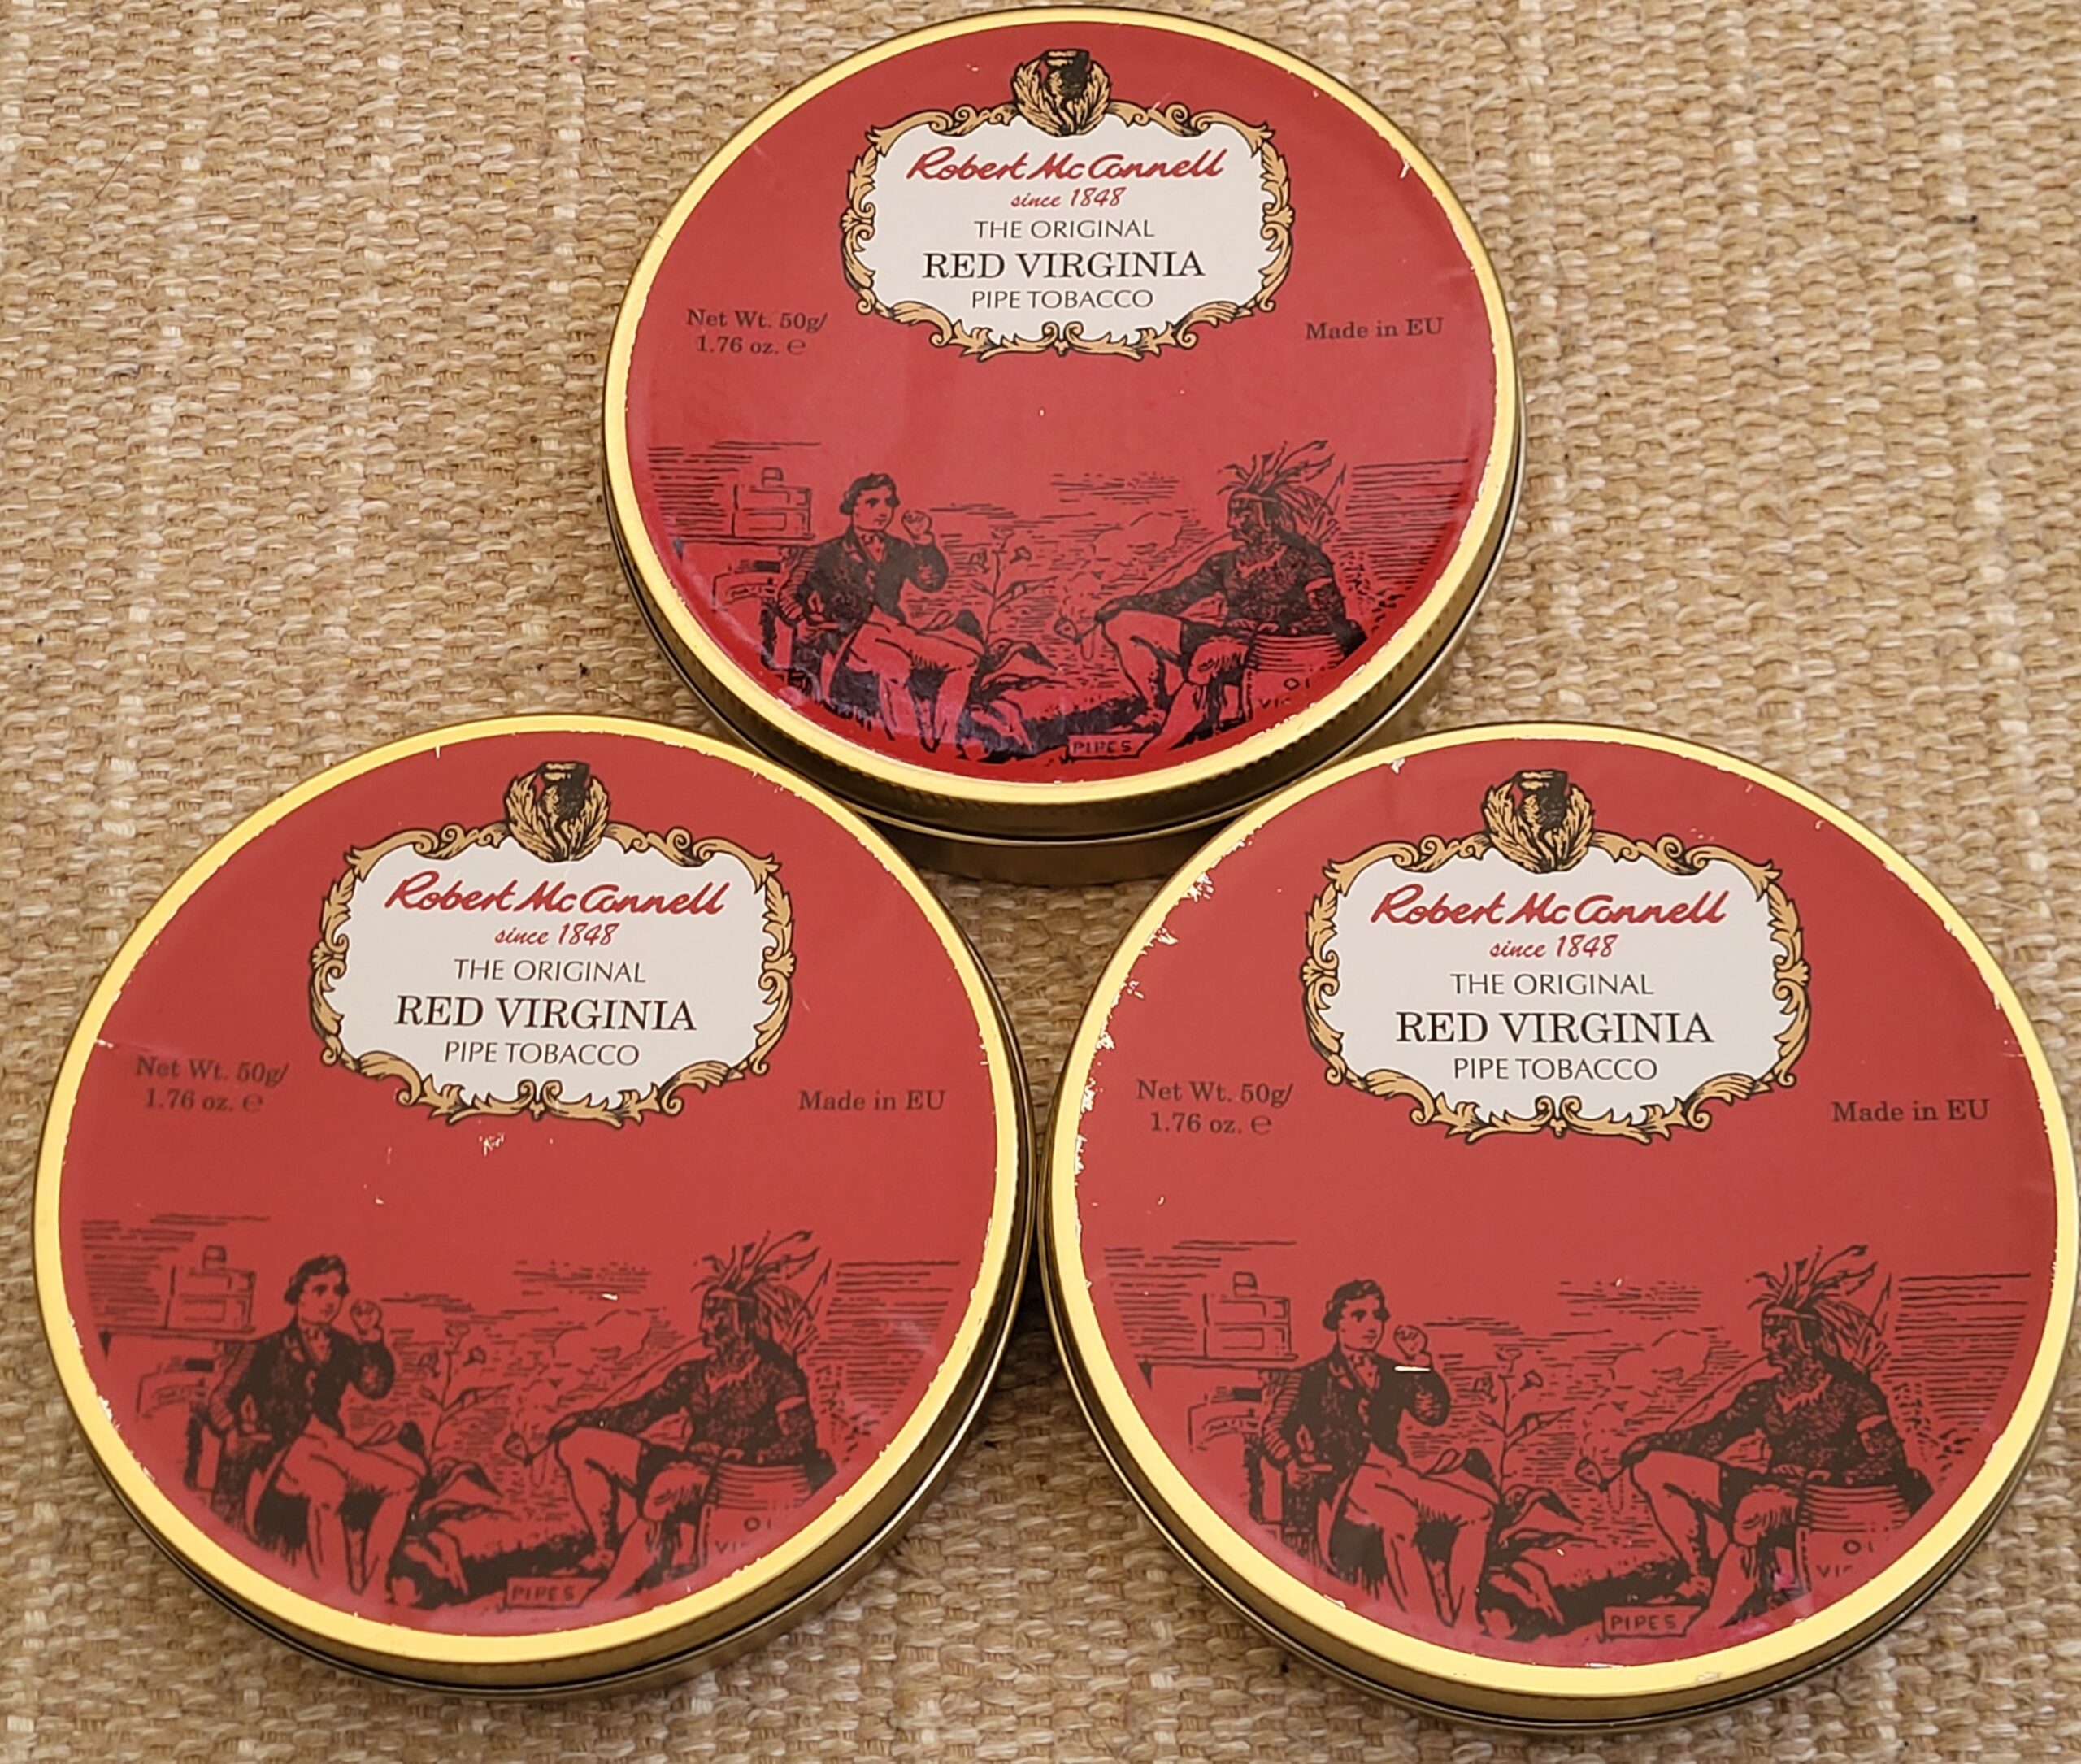 Robert McConnell
since 1848
THE ORIGINAL
RED VIRGINIA
PIPE TOBACCO
Net Wt. 50g/
1.76 oz. ℮
Made in EU
PIPES
Robert McConnell
since 1848
THE ORIGINAL
RED VIRGINIA
PIPE TOBACCO
Net Wt. 50g/
1.76 oz. ℮
Made in EU
PIPES
Robert McConnell
since 1848
THE ORIGINAL
RED VIRGINIA
PIPE TOBACCO
Net Wt. 50g/
1.76 oz. ℮
Made in EU
PIPES